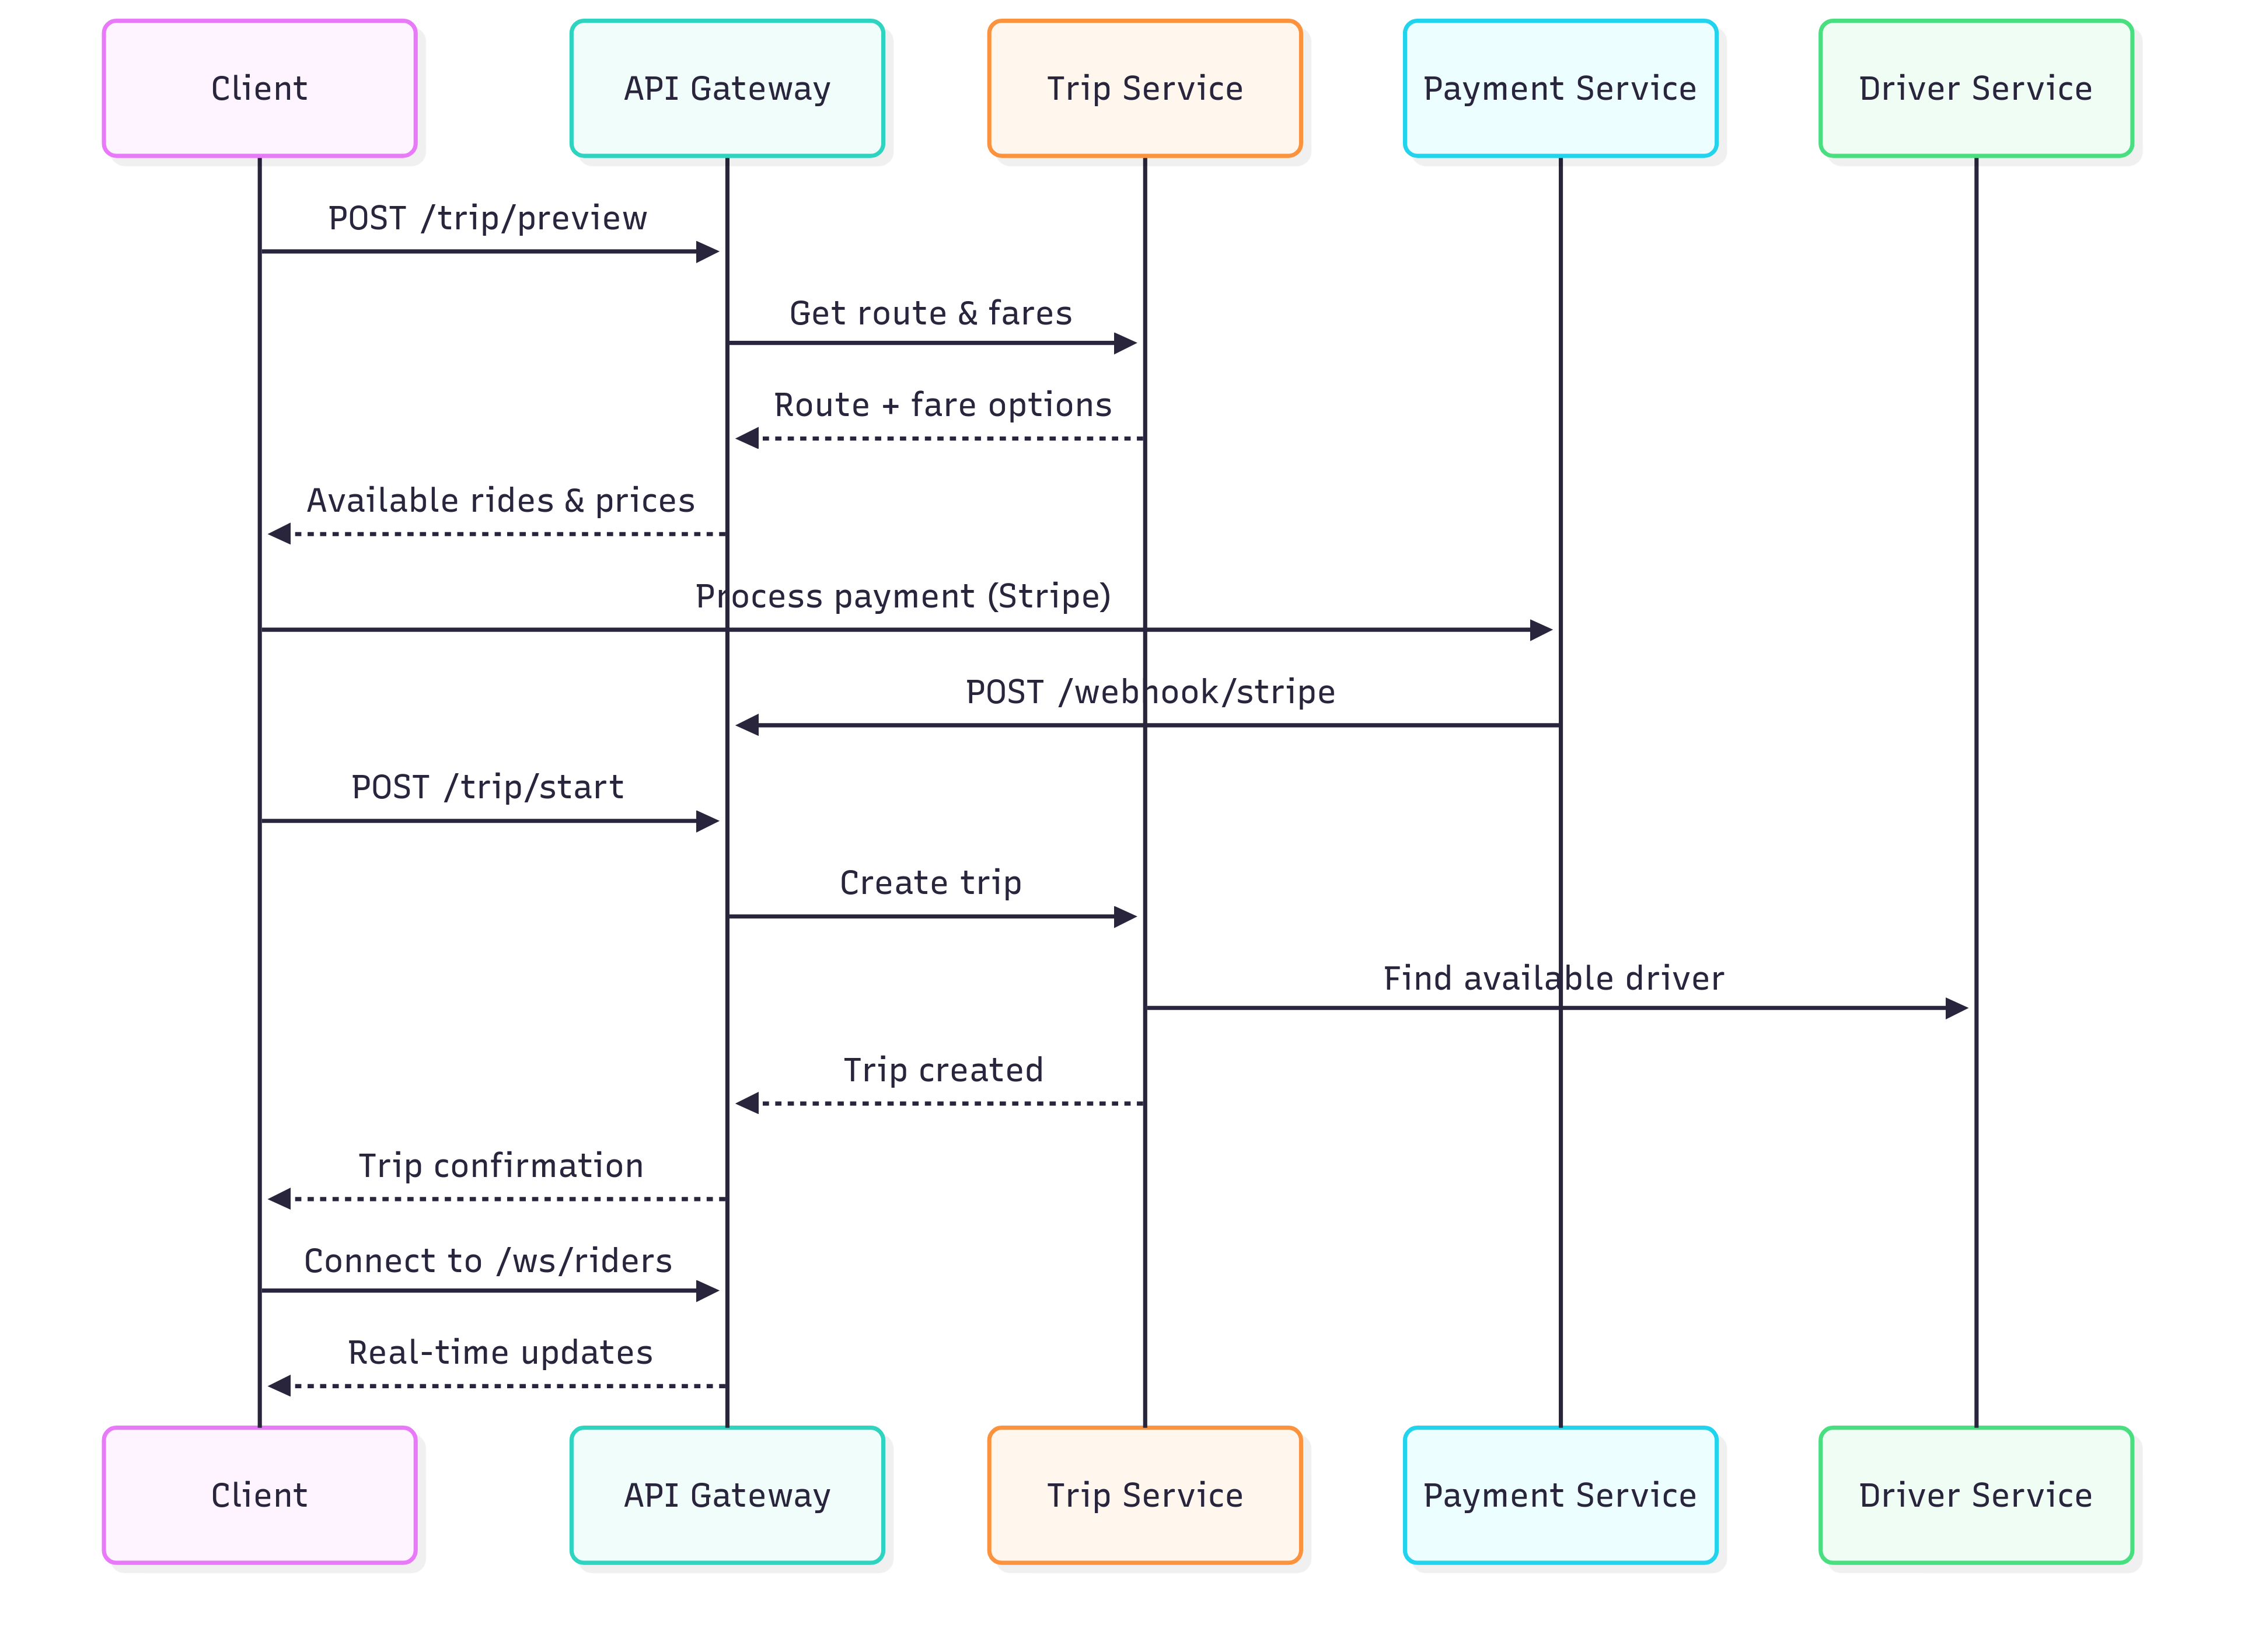 Client
API Gateway
Trip Service
Payment Service
Driver Service
POST /trip/preview
Get route & fares
Route + fare options
Available rides & prices
Process payment (Stripe)
POST /webhook/stripe
POST /trip/start
Create trip
Find available driver
Trip created
Trip confirmation
Connect to /ws/riders
Real-time updates
Client
API Gateway
Trip Service
Payment Service
Driver Service